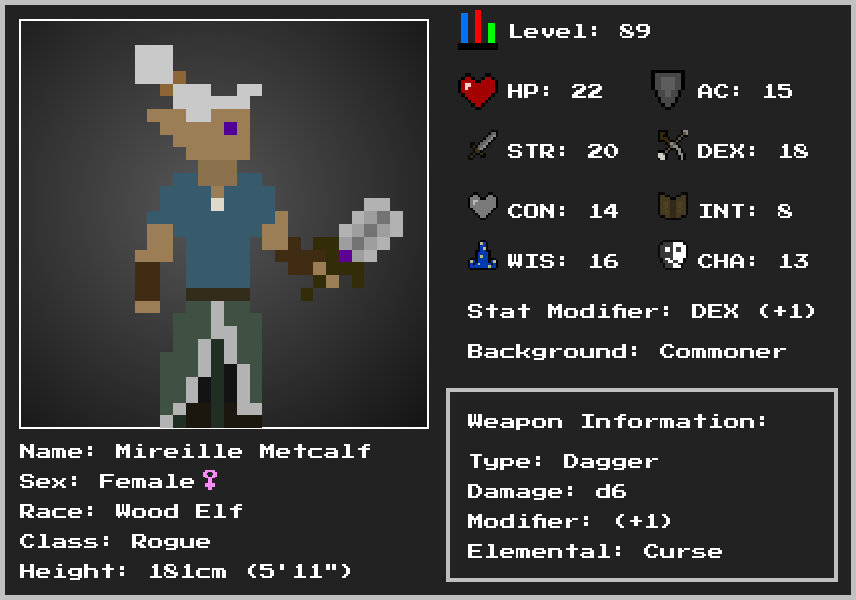 Level: 89
HP: 22 AC: 15
STR: 20 DEX: 18
CON: 14 INT: 8
WIS: 16 CHA: 13
Stat Modifier: DEX (+1)
Background: Commoner
Weapon Information:
Type: Dagger
Damage: d6
Modifier: (+1)
Elemental: Curse
Name: Mireille Metcalf
Sex: Female♀
Race: Wood Elf
Class: Rogue
Height: 181cm (5'11")